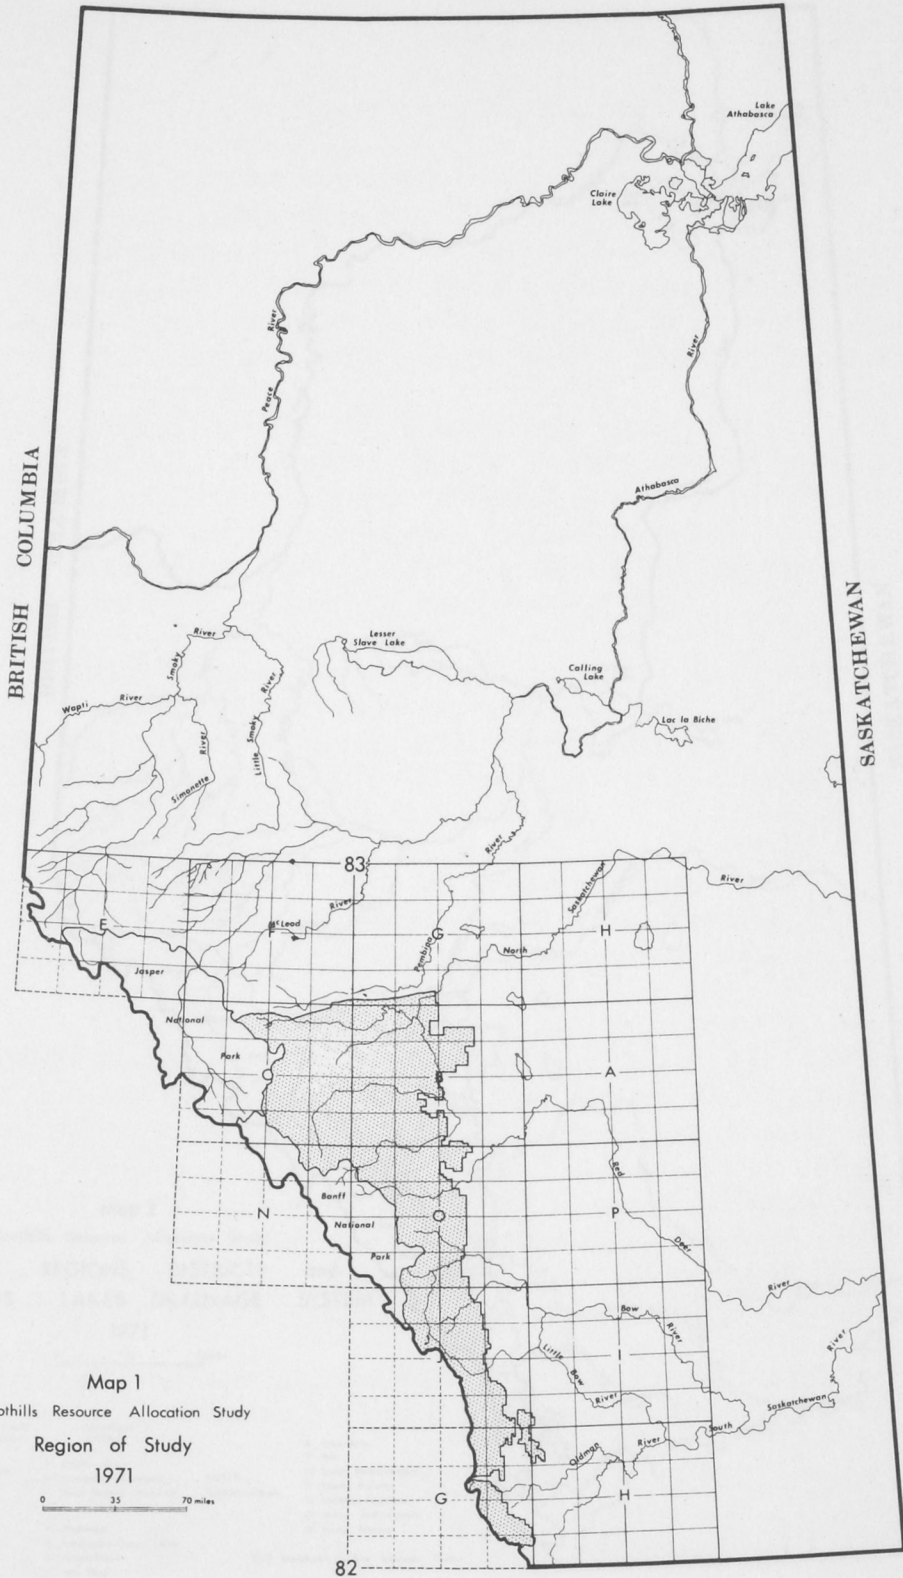 Lake
Athabasca
Claire
Lake
River
Peace
River
Athabasca
BRITISH COLUMBIA
SASKATCHEWAN
River
Smoky
Wapti River
River
Simonette
Little Smoky River
Lesser
Slave Lake
Calling
Lake
Lac la Biche
83
River
Saskatchewan
North
River
River
McLeod
Pembina
E
F
G
H
Jasper
National
Park
C
B
A
Red
Deer
River
Banff
National
Park
N
O
P
Bow
River
Little
Bow
River
I
River
Saskatchewan
South
River
Oldman
G
H
82
Map 1
othills Resource Allocation Study
Region of Study
1971
0 35 70 miles